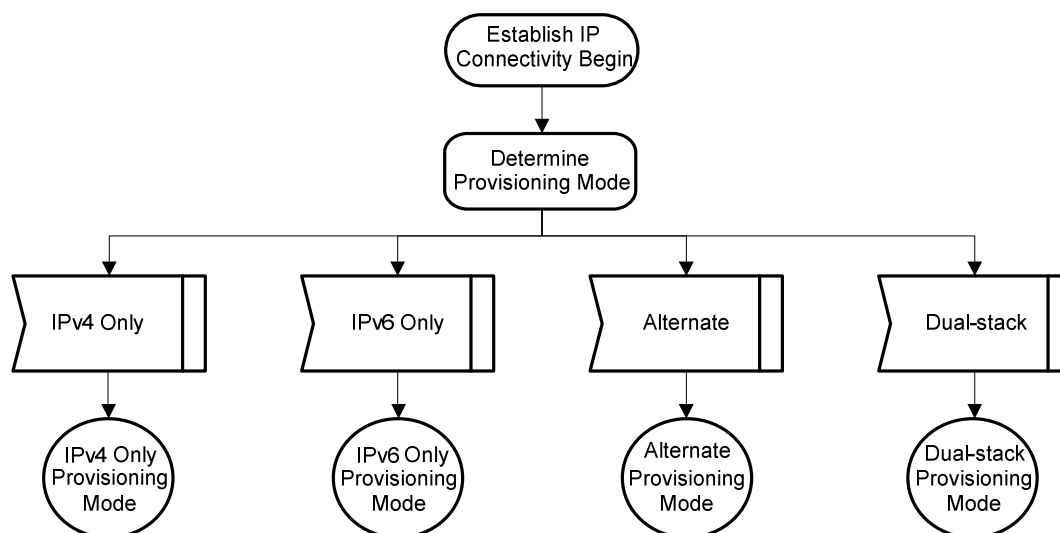 Establish IP
Connectivity Begin
Determine
Provisioning Mode
IPv4 Only
IPv6 Only
Alternate
Dual-stack
IPv4 Only
Provisioning
Mode
IPv6 Only
Provisioning
Mode
Alternate
Provisioning
Mode
Dual-stack
Provisioning
Mode